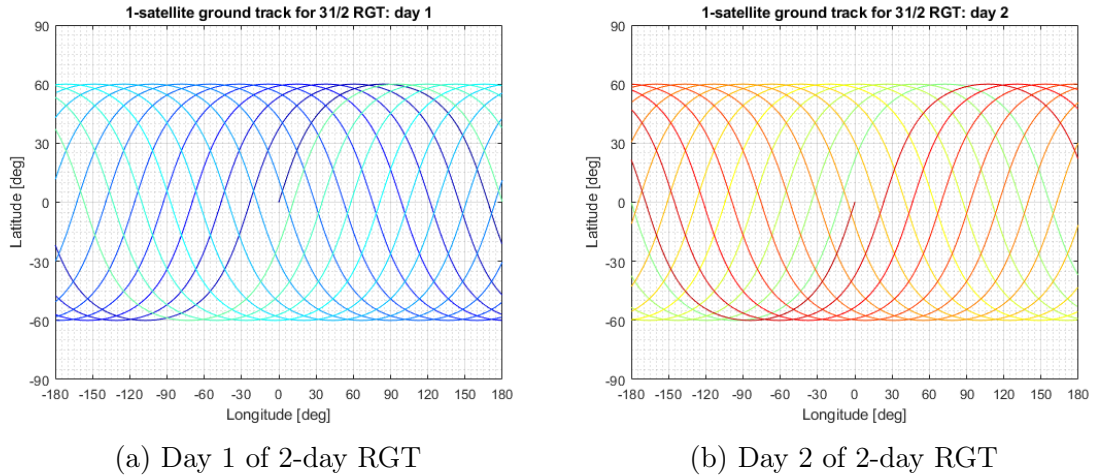 1-satellite ground track for 31/2 RGT: day 1
90
60
30
0
-30
-60
-90
Latitude [deg]
-180 -150 -120 -90 -60 -30 0 30 60 90 120 150 180
Longitude [deg]
(a) Day 1 of 2-day RGT
1-satellite ground track for 31/2 RGT: day 2
90
60
30
0
-30
-60
-90
Latitude [deg]
-180 -150 -120 -90 -60 -30 0 30 60 90 120 150 180
Longitude [deg]
(b) Day 2 of 2-day RGT